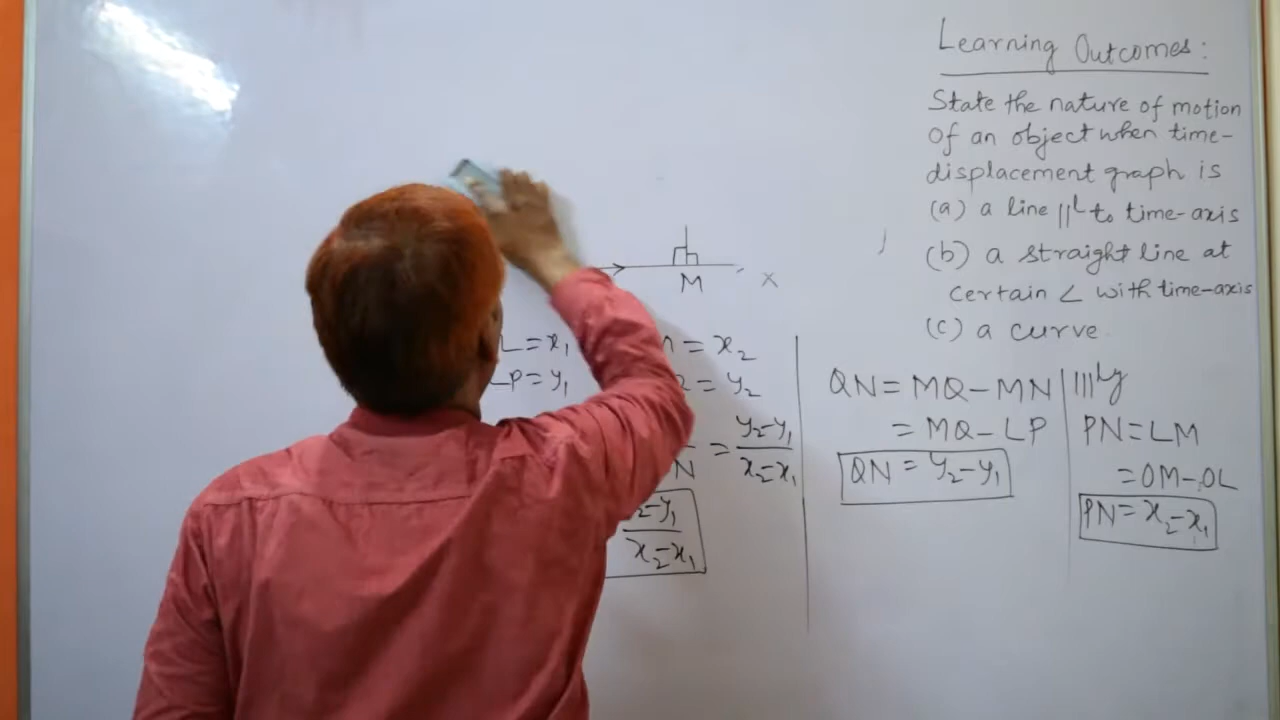 Learning Outcomes:
State the nature of motion
Of an object when time-
displacement graph is
(a) a line ||L to time-axis
(b) a straight line at
certain ∠ with time-axis
(c) a curve
M
X
L=x₁
LP=y₁
=x₂
=y₂
N
=(y₂-y₁)/(x₂-x₁)
-y₁/(x₂-x₁)
QN=MQ-MN
=MQ-LP
QN=y₂-y₁
|||ly
PN=LM
=OM-OL
PN=x₂-x₁